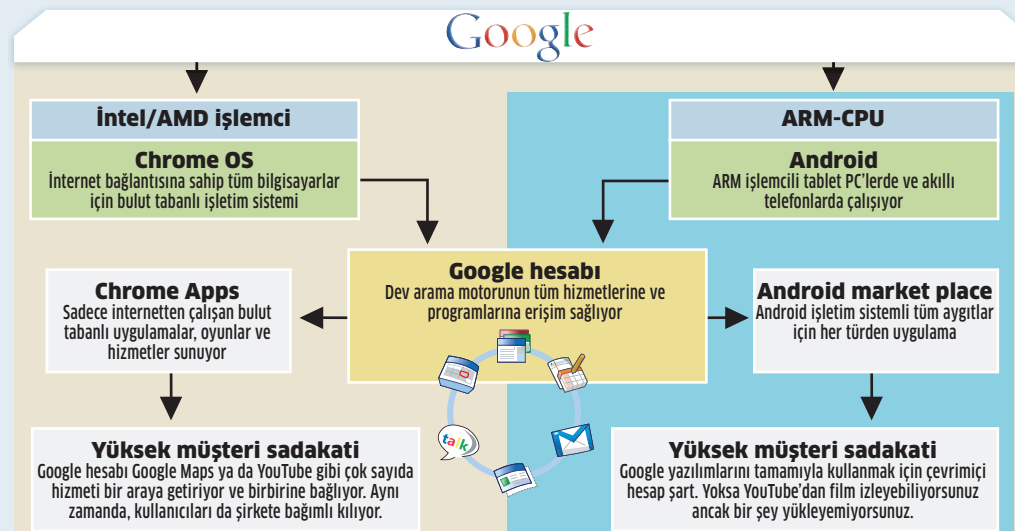 Google
İntel/AMD işlemci
Chrome OS
İnternet bağlantısına sahip tüm bilgisayarlar
için bulut tabanlı işletim sistemi
ARM-CPU
Android
ARM işlemcili tablet PC'lerde ve akıllı
telefonlarda çalışıyor
Google hesabı
Dev arama motorunun tüm hizmetlerine ve
programlarına erişim sağlıyor
Chrome Apps
Sadece internetten çalışan bulut
tabanlı uygulamalar, oyunlar ve
hizmetler sunuyor
Android market place
Android işletim sistemli tüm aygıtlar
için her türden uygulama
talk
Yüksek müşteri sadakati
Google hesabı Google Maps ya da YouTube gibi çok sayıda
hizmeti bir araya getiriyor ve birbirine bağlıyor. Aynı
zamanda, kullanıcıları da şirkete bağımlı kılıyor.
Yüksek müşteri sadakati
Google yazılımlarını tamamıyla kullanmak için çevrimiçi
hesap şart. Yoksa YouTube'dan film izleyebiliyorsunuz
ancak bir şey yükleyemiyorsunuz.